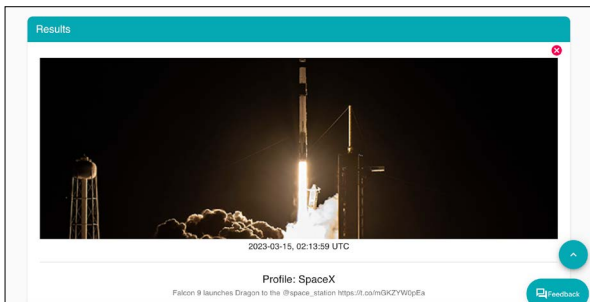 Results
2023-03-15, 02:13:59 UTC
Profile: SpaceX
Falcon 9 launches Dragon to the @space_station https://t.co/mGKZYW0pEa
Feedback